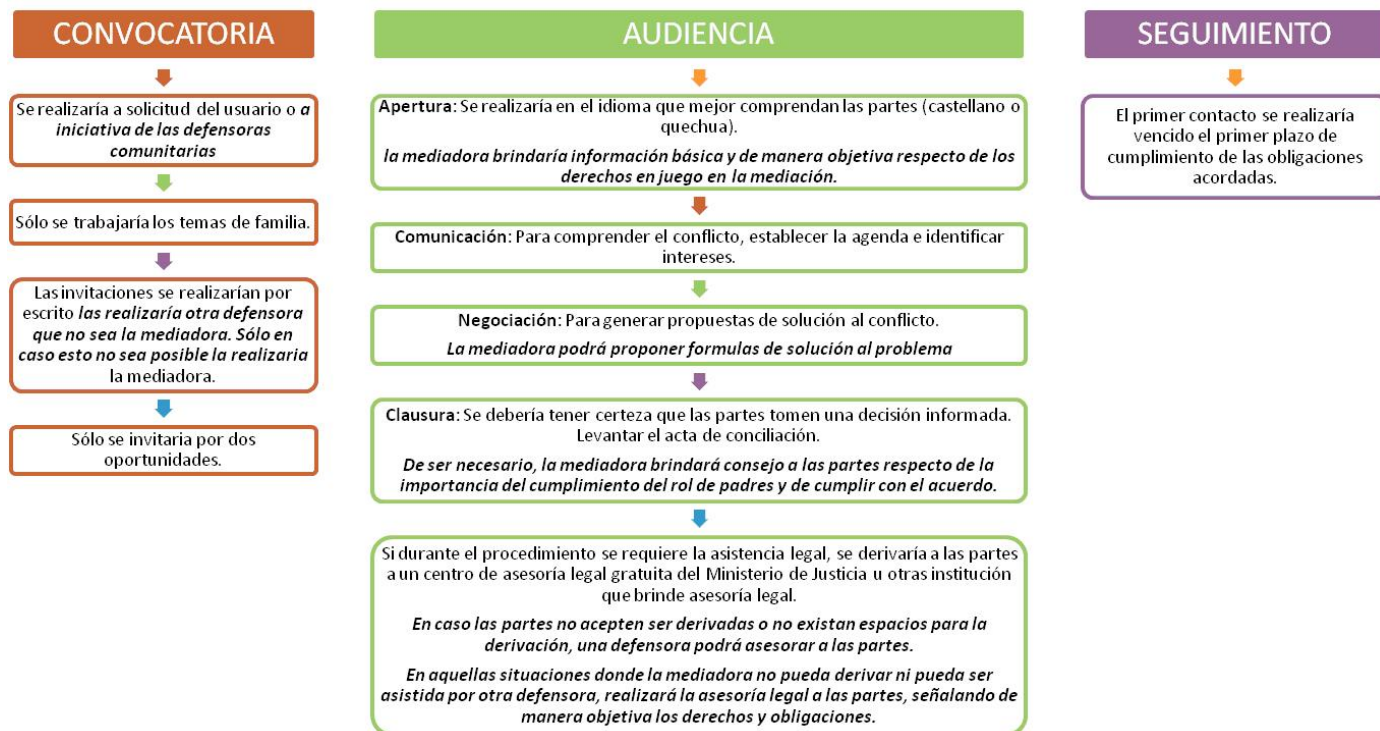 CONVOCATORIA
Se realizaría a solicitud del usuario o a
iniciativa de las defensoras
comunitarias
Sólo se trabajaría los temas de familia.
Las invitaciones se realizarían por
escrito las realizaría otra defensora
que no sea la mediadora. Sólo en
caso esto no sea posible la realizaria
la mediadora.
Sólo se invitaria por dos
oportunidades.
AUDIENCIA
Apertura: Se realizaría en el idioma que mejor comprendan las partes (castellano o
quechua).
la mediadora brindaría información básica y de manera objetiva respecto de los
derechos en juego en la mediación.
Comunicación: Para comprender el conflicto, establecer la agenda e identificar
intereses.
Negociación: Para generar propuestas de solución al conflicto.
La mediadora podrá proponer formulas de solución al problema
Clausura: Se debería tener certeza que las partes tomen una decisión informada.
Levantar el acta de conciliación.
De ser necesario, la mediadora brindará consejo a las partes respecto de la
importancia del cumplimiento del rol de padres y de cumplir con el acuerdo.
Si durante el procedimiento se requiere la asistencia legal, se derivaría a las partes
a un centro de asesoría legal gratuita del Ministerio de Justicia u otras institución
que brinde asesoría legal.
En caso las partes no acepten ser derivadas o no existan espacios para la
derivación, una defensora podrá asesorar a las partes.
En aquellas situaciones donde la mediadora no pueda derivar ni pueda ser
asistida por otra defensora, realizará la asesoría legal a las partes, señalando de
manera objetiva los derechos y obligaciones.
SEGUIMIENTO
El primer contacto se realizaría
vencido el primer plazo de
cumplimiento de las obligaciones
acordadas.